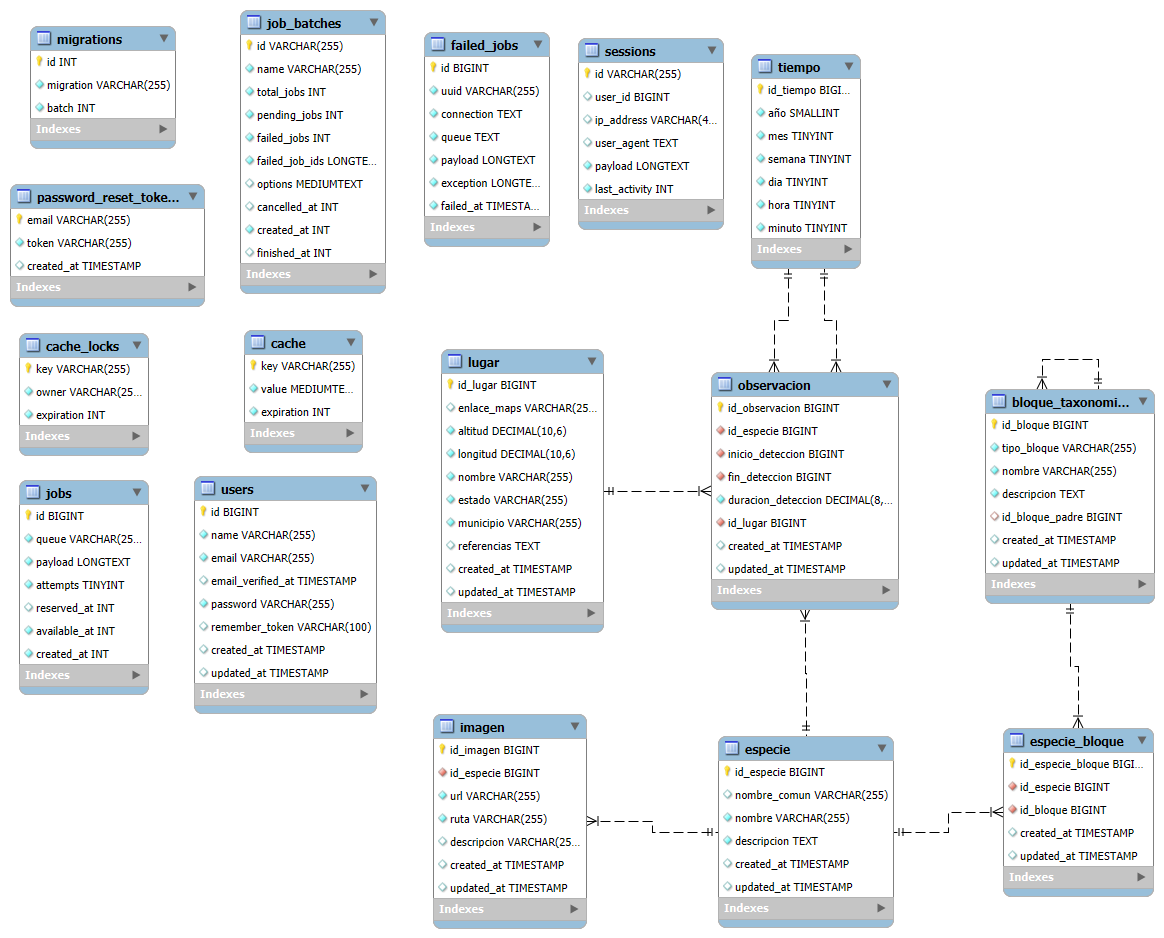 migrations
id INT
migration VARCHAR(255)
batch INT
Indexes
job_batches
id VARCHAR(255)
name VARCHAR(255)
total_jobs INT
pending_jobs INT
failed_jobs INT
failed_job_ids LONGTE...
options MEDIUMTEXT
cancelled_at INT
created_at INT
finished_at INT
Indexes
failed_jobs
id BIGINT
uuid VARCHAR(255)
connection TEXT
queue TEXT
payload LONGTEXT
exception LONGTE...
failed_at TIMESTA...
Indexes
sessions
id VARCHAR(255)
user_id BIGINT
ip_address VARCHAR(4...
user_agent TEXT
payload LONGTEXT
last_activity INT
Indexes
tiempo
id_tiempo BIGI...
año SMALLINT
mes TINYINT
semana TINYINT
dia TINYINT
hora TINYINT
minuto TINYINT
Indexes
password_reset_toke...
email VARCHAR(255)
token VARCHAR(255)
created_at TIMESTAMP
Indexes
cache_locks
key VARCHAR(255)
owner VARCHAR(25...
expiration INT
Indexes
cache
key VARCHAR(255)
value MEDIUMTE...
expiration INT
Indexes
lugar
id_lugar BIGINT
enlace_maps VARCHAR(25...
altitud DECIMAL(10,6)
longitud DECIMAL(10,6)
nombre VARCHAR(255)
estado VARCHAR(255)
municipio VARCHAR(255)
referencias TEXT
created_at TIMESTAMP
updated_at TIMESTAMP
Indexes
observacion
id_observacion BIGINT
id_especie BIGINT
inicio_deteccion BIGINT
fin_deteccion BIGINT
duracion_deteccion DECIMAL(8,...
id_lugar BIGINT
created_at TIMESTAMP
updated_at TIMESTAMP
Indexes
bloque_taxonomi...
id_bloque BIGINT
tipo_bloque VARCHAR(255)
nombre VARCHAR(255)
descripcion TEXT
id_bloque_padre BIGINT
created_at TIMESTAMP
updated_at TIMESTAMP
Indexes
jobs
id BIGINT
queue VARCHAR(25...
payload LONGTEXT
attempts TINYINT
reserved_at INT
available_at INT
created_at INT
Indexes
users
id BIGINT
name VARCHAR(255)
email VARCHAR(255)
email_verified_at TIMESTAMP
password VARCHAR(255)
remember_token VARCHAR(100)
created_at TIMESTAMP
updated_at TIMESTAMP
Indexes
imagen
id_imagen BIGINT
id_especie BIGINT
url VARCHAR(255)
ruta VARCHAR(255)
descripcion VARCHAR(25...
created_at TIMESTAMP
updated_at TIMESTAMP
Indexes
especie
id_especie BIGINT
nombre_comun VARCHAR(255)
nombre VARCHAR(255)
descripcion TEXT
created_at TIMESTAMP
updated_at TIMESTAMP
Indexes
especie_bloque
id_especie_bloque BIGI...
id_especie BIGINT
id_bloque BIGINT
created_at TIMESTAMP
updated_at TIMESTAMP
Indexes